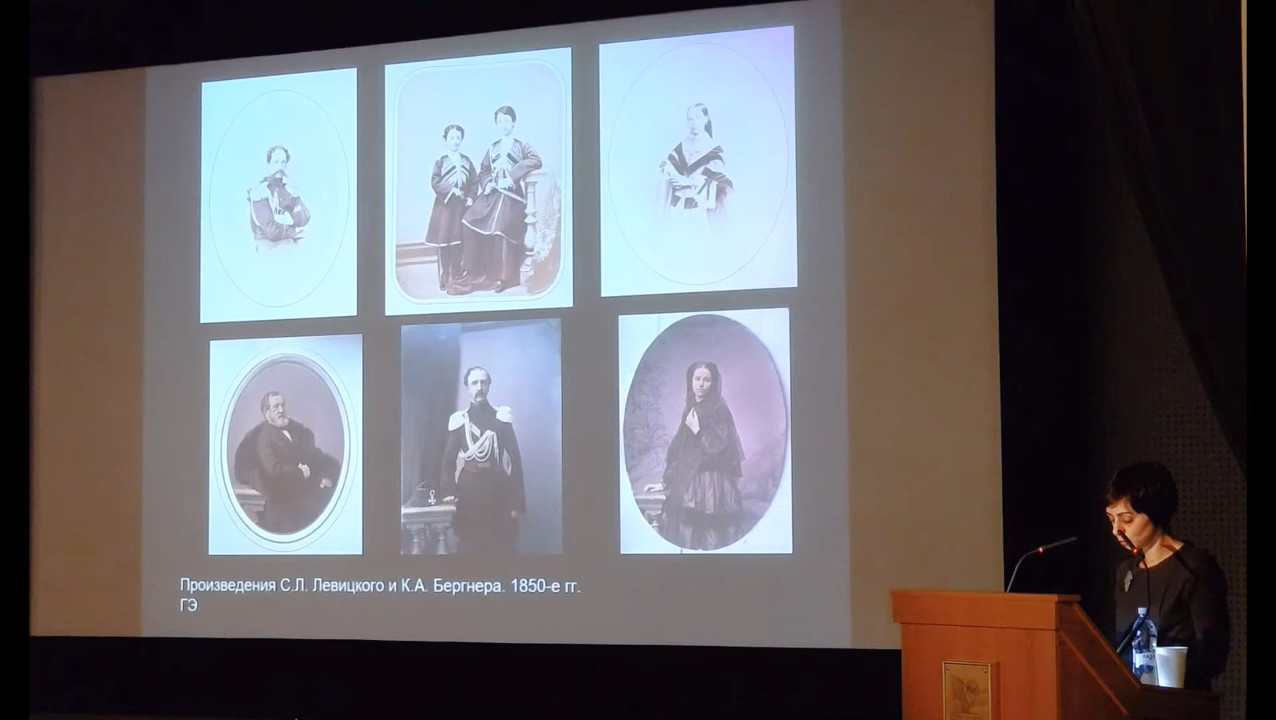 Произведения С.Л. Левицкого и К.А. Бергнера. 1850-е гг.
ГЭ